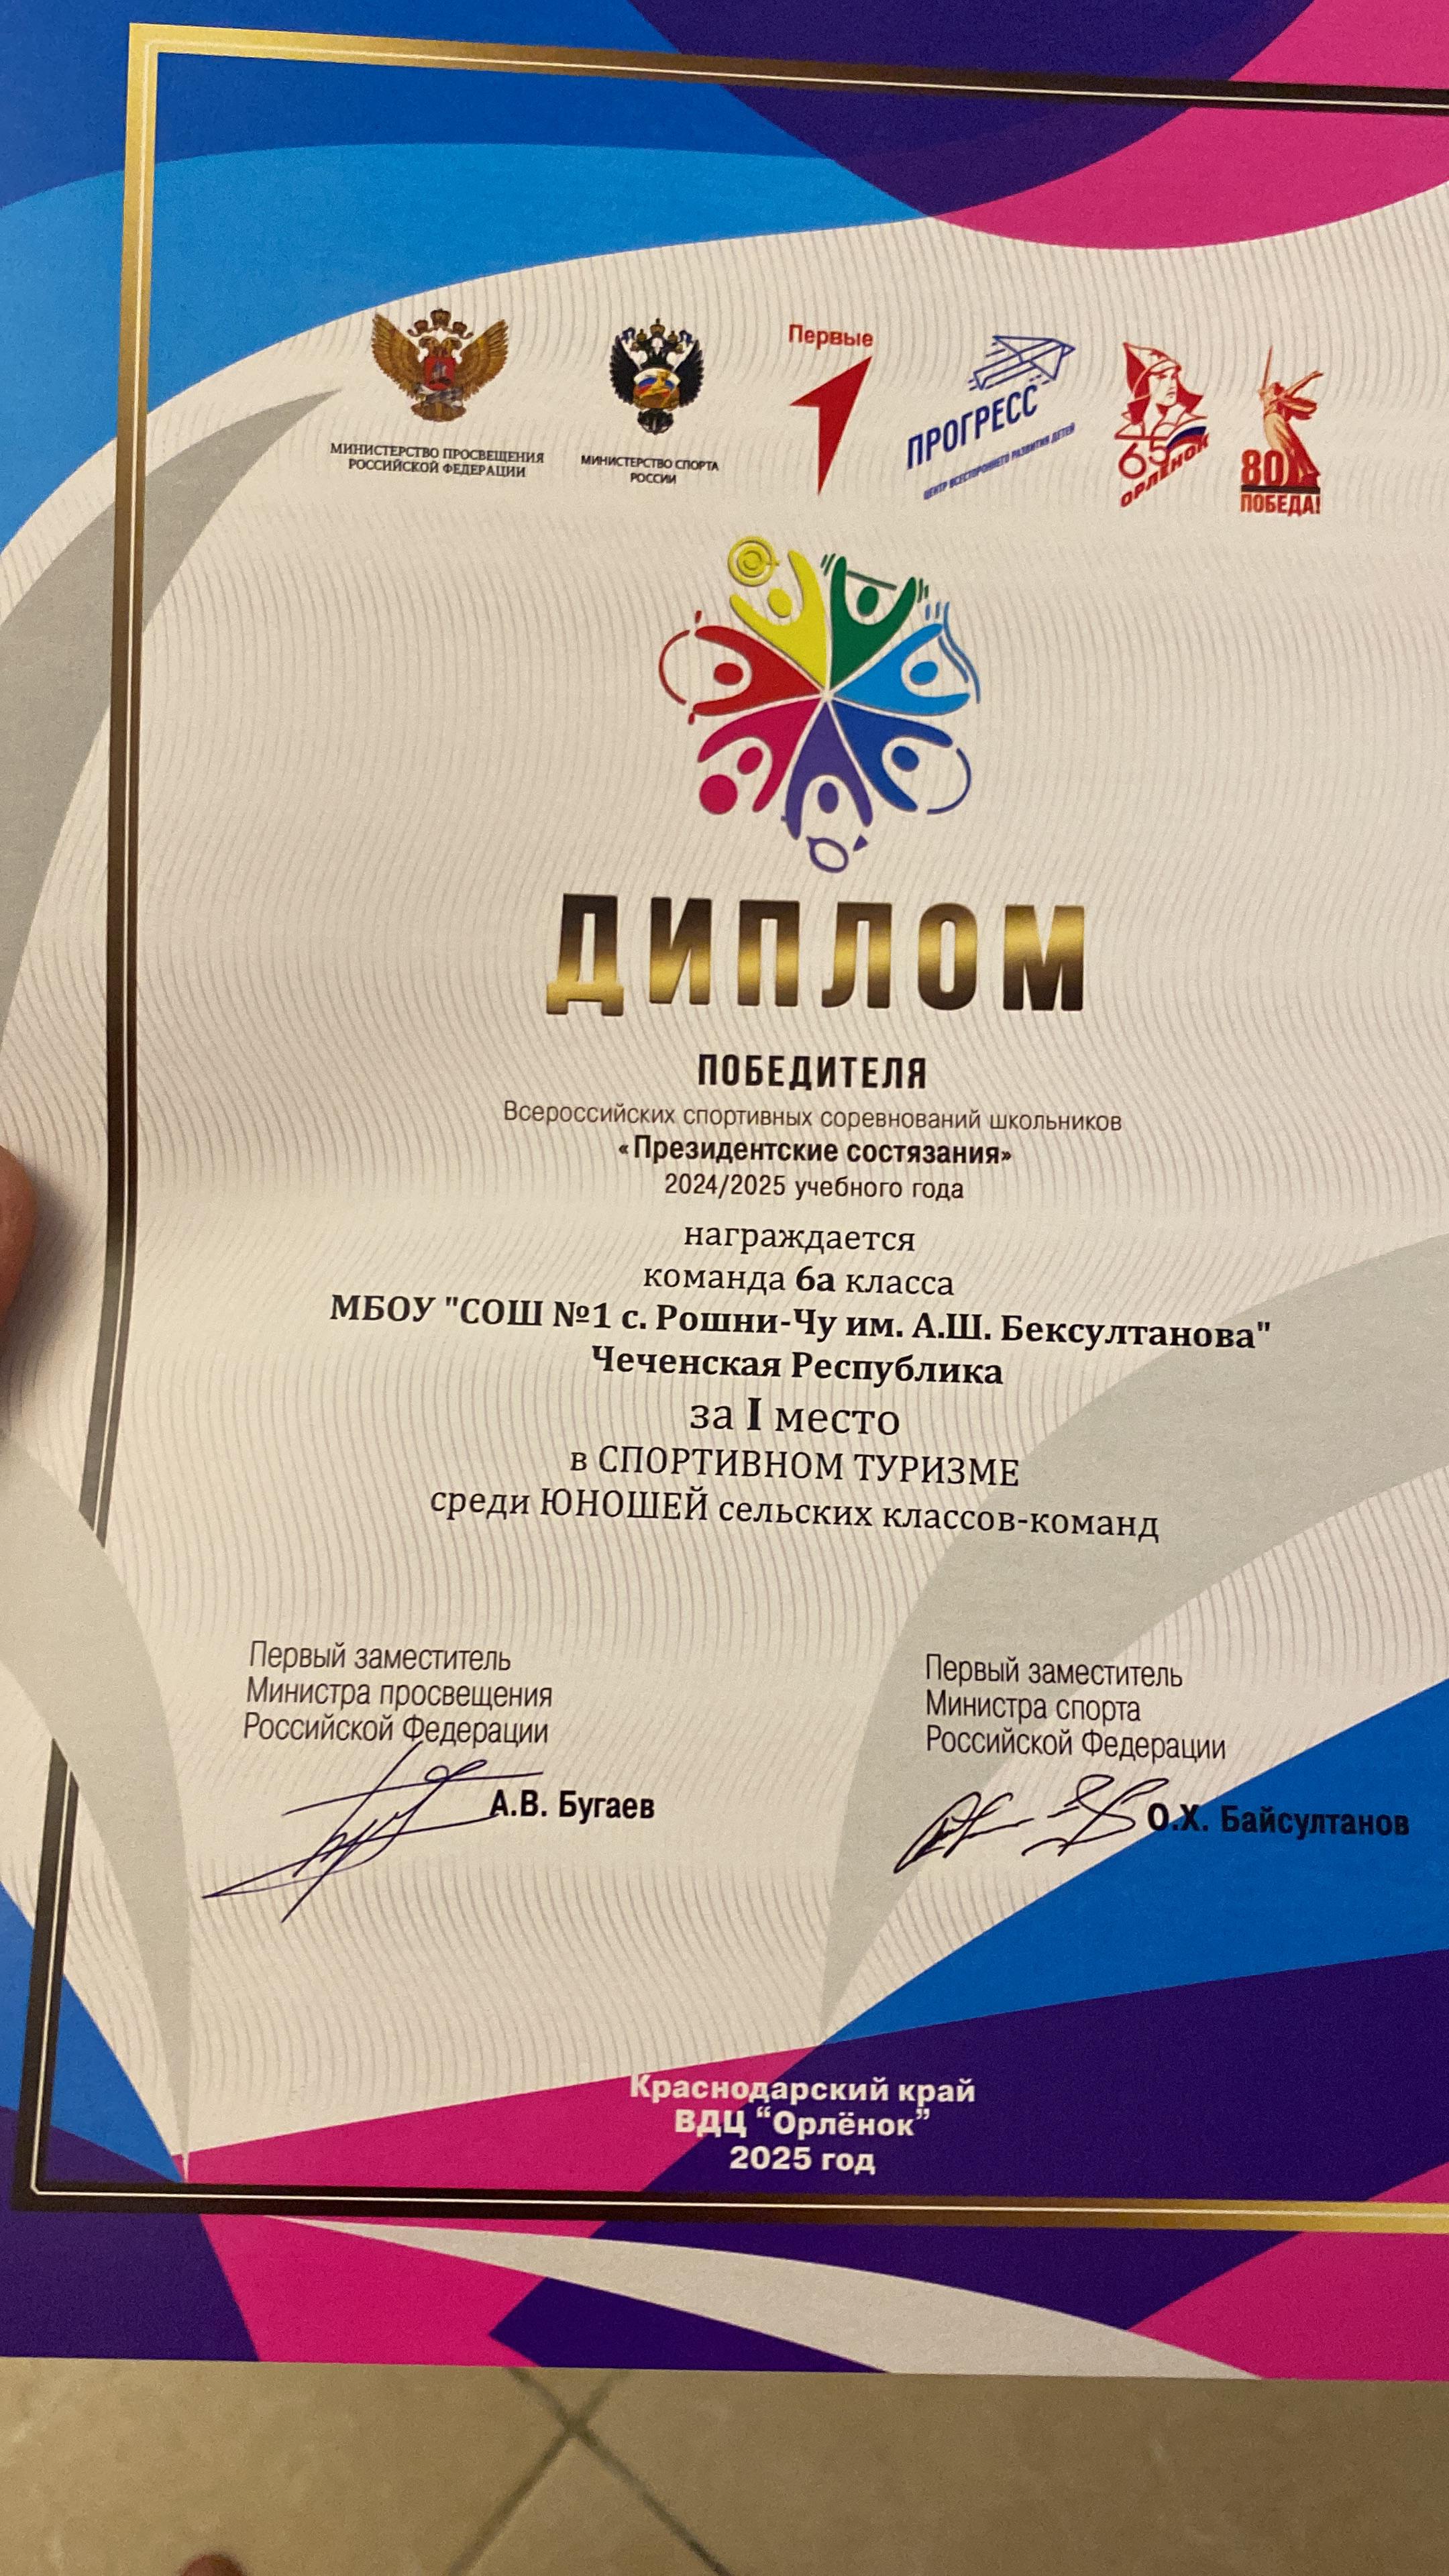 МИНИСТЕРСТВО ПРОСВЕЩЕНИЯ
РОССИЙСКОЙ ФЕДЕРАЦИИ
МИНИСТЕРСТВО СПОРТА
РОССИИ
Первые
ПРОГРЕСС
ЦЕНТР ВСЕСТОРОННЕГО РАЗВИТИЯ ДЕТЕЙ
65
ОРЛЁНОК
80
ПОБЕДА!
ДИПЛОМ
ПОБЕДИТЕЛЯ
Всероссийских спортивных соревнований школьников
«Президентские состязания»
2024/2025 учебного года
награждается
команда 6а класса
МБОУ "СОШ №1 с. Рошни-Чу им. А.Ш. Бексултанова"
Чеченская Республика
за I место
в СПОРТИВНОМ ТУРИЗМЕ
среди ЮНОШЕЙ сельских классов-команд
Первый заместитель
Министра просвещения
Российской Федерации
А.В. Бугаев
Первый заместитель
Министра спорта
Российской Федерации
О.Х. Байсултанов
Краснодарский край
ВДЦ “Орлёнок”
2025 год